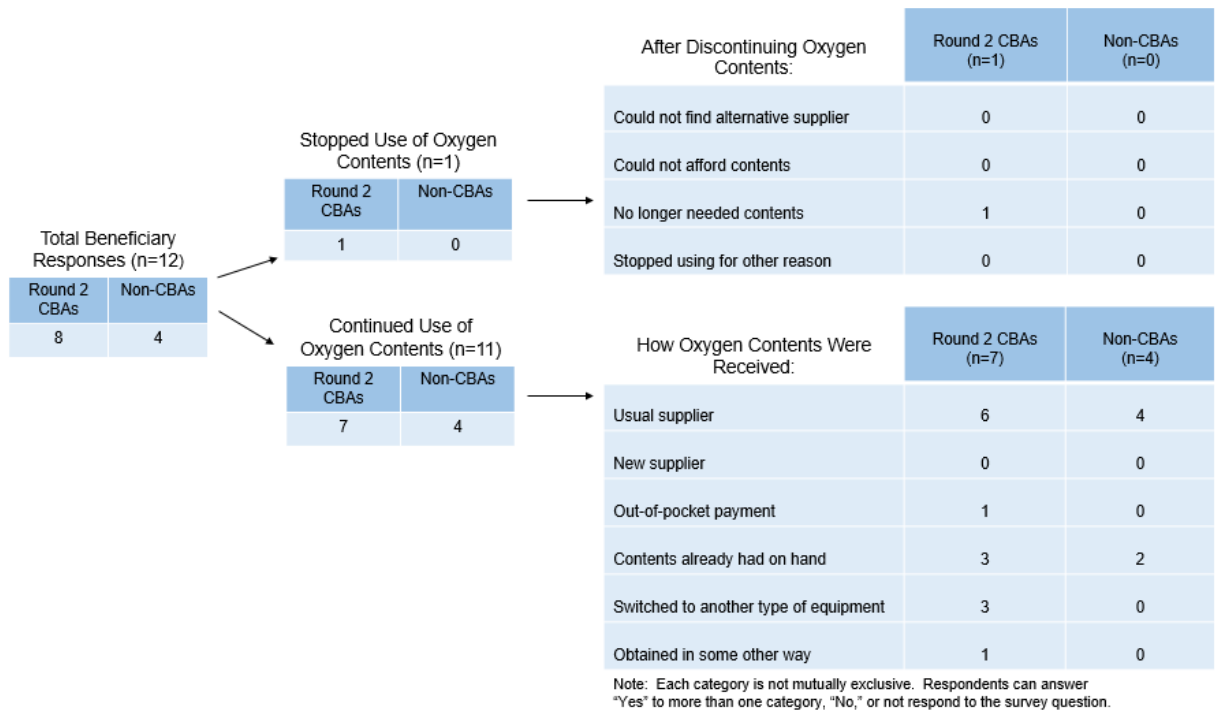 Total Beneficiary
Responses (n=12)
Round 2
CBAs
Non-CBAs
8
4
Stopped Use of Oxygen
Contents (n=1)
Round 2
CBAs
Non-CBAs
1
0
Continued Use of
Oxygen Contents (n=11)
Round 2
CBAs
Non-CBAs
7
4
After Discontinuing Oxygen
Contents:
Round 2 CBAs
(n=1)
Non-CBAs
(n=0)
Could not find alternative supplier 0 0
Could not afford contents 0 0
No longer needed contents 1 0
Stopped using for other reason 0 0
How Oxygen Contents Were
Received:
Round 2 CBAs
(n=7)
Non-CBAs
(n=4)
Usual supplier 6 4
New supplier 0 0
Out-of-pocket payment 1 0
Contents already had on hand 3 2
Switched to another type of equipment 3 0
Obtained in some other way 1 0
Note: Each category is not mutually exclusive. Respondents can answer
“Yes” to more than one category, “No,” or not respond to the survey question.